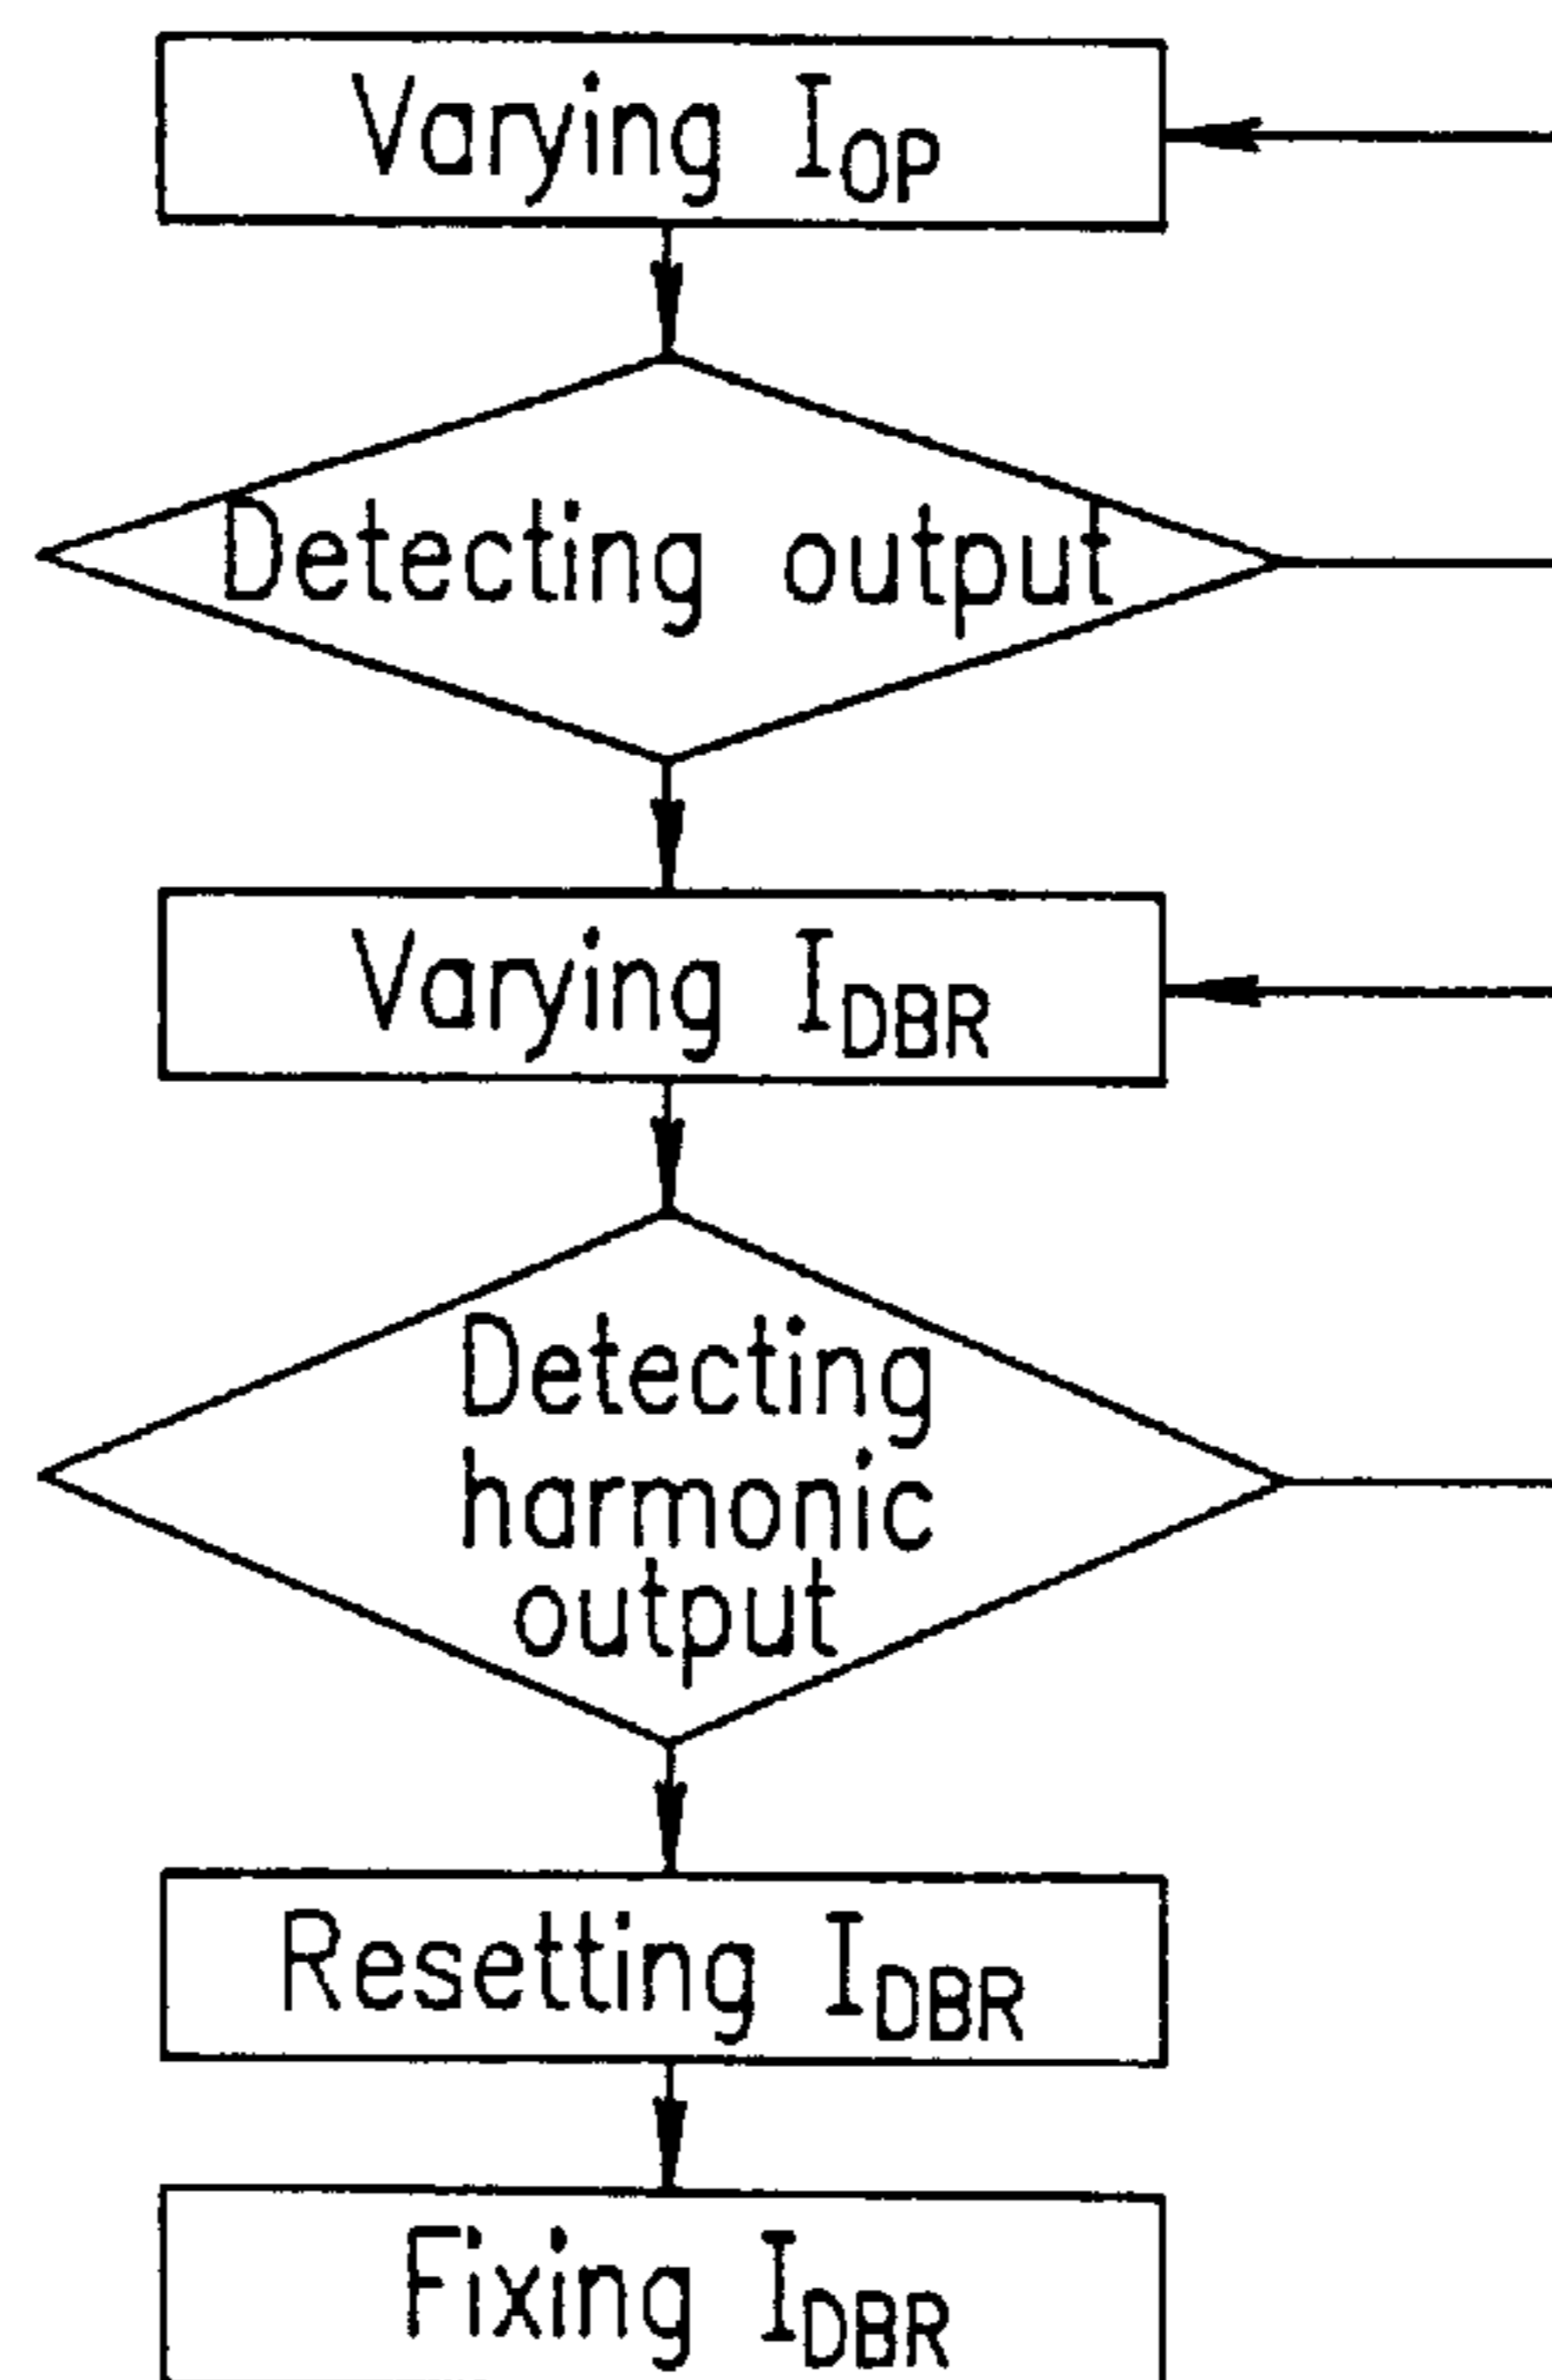 Varying I_OP
Detecting output
Varying I_DBR
Detecting
harmonic
output
Resetting I_DBR
Fixing I_DBR